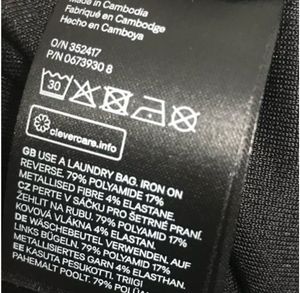 Made in Cambodia
Fabriqué en Cambodge
Hecho en Camboya
O/N 352417
P/N 0673930 8
30
clevercare.info
GB USE A LAUNDRY BAG. IRON ON
REVERSE. 79% POLYAMIDE 17%
METALLISED FIBRE 4% ELASTANE.
CZ PERTE V SÁČKU PRO ŠETRNÉ PRANÍ.
ŽEHLIT NA RUBU. 79% POLYAMID 17%
KOVOVÁ VLÁKNA 4% ELASTAN.
DE WÄSCHEBEUTEL VERWENDEN. AUF
LINKS BÜGELN. 79% POLYAMID 17%
METALLISIERTES GARN 4% ELASTHAN.
EE KASUTA PESUKOTTI. TRIIGI
PAHEMALT POOLT. 79% POLÜAMIID 17%